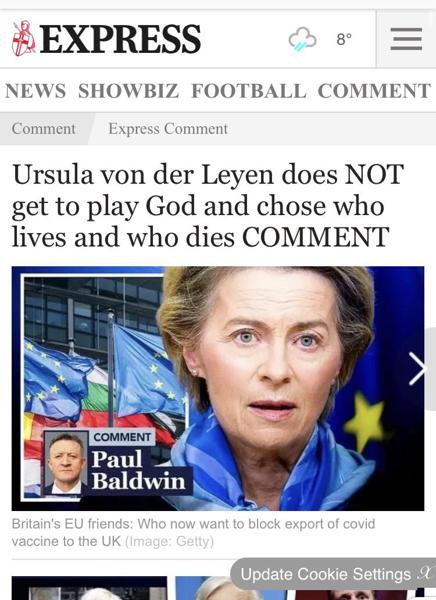 EXPRESS
8°
NEWS SHOWBIZ FOOTBALL COMMENT
Comment Express Comment
Ursula von der Leyen does NOT
get to play God and chose who
lives and who dies COMMENT
COMMENT
Paul
Baldwin
Britain's EU friends: Who now want to block export of covid
vaccine to the UK (Image: Getty)
Update Cookie Settings X